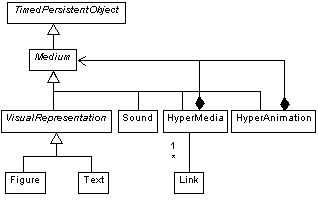 TimedPersistentObject
Medium
VisualRepresentation
Sound
HyperMedia
HyperAnimation
1
*
Figure
Text
Link